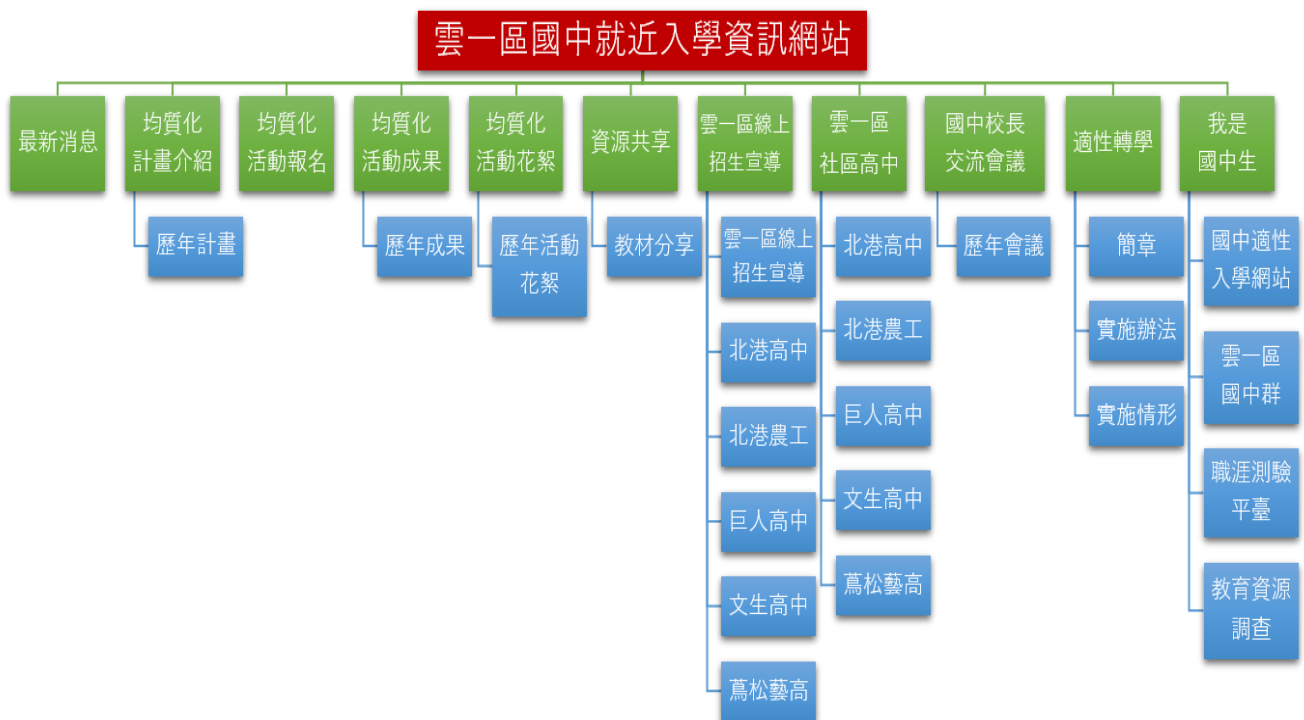 雲一區國中就近入學資訊網站
最新消息
均質化
計畫介紹
歷年計畫
均質化
活動報名
均質化
活動成果
歷年成果
均質化
活動花絮
歷年活動
花絮
資源共享
教材分享
雲一區線上
招生宣導
雲一區線上
招生宣導
北港高中
北港農工
巨人高中
文生高中
蔦松藝高
雲一區
社區高中
北港高中
北港農工
巨人高中
文生高中
蔦松藝高
國中校長
交流會議
歷年會議
適性轉學
簡章
實施辦法
實施情形
我是
國中生
國中適性
入學網站
雲一區
國中群
職涯測驗
平臺
教育資源
調查